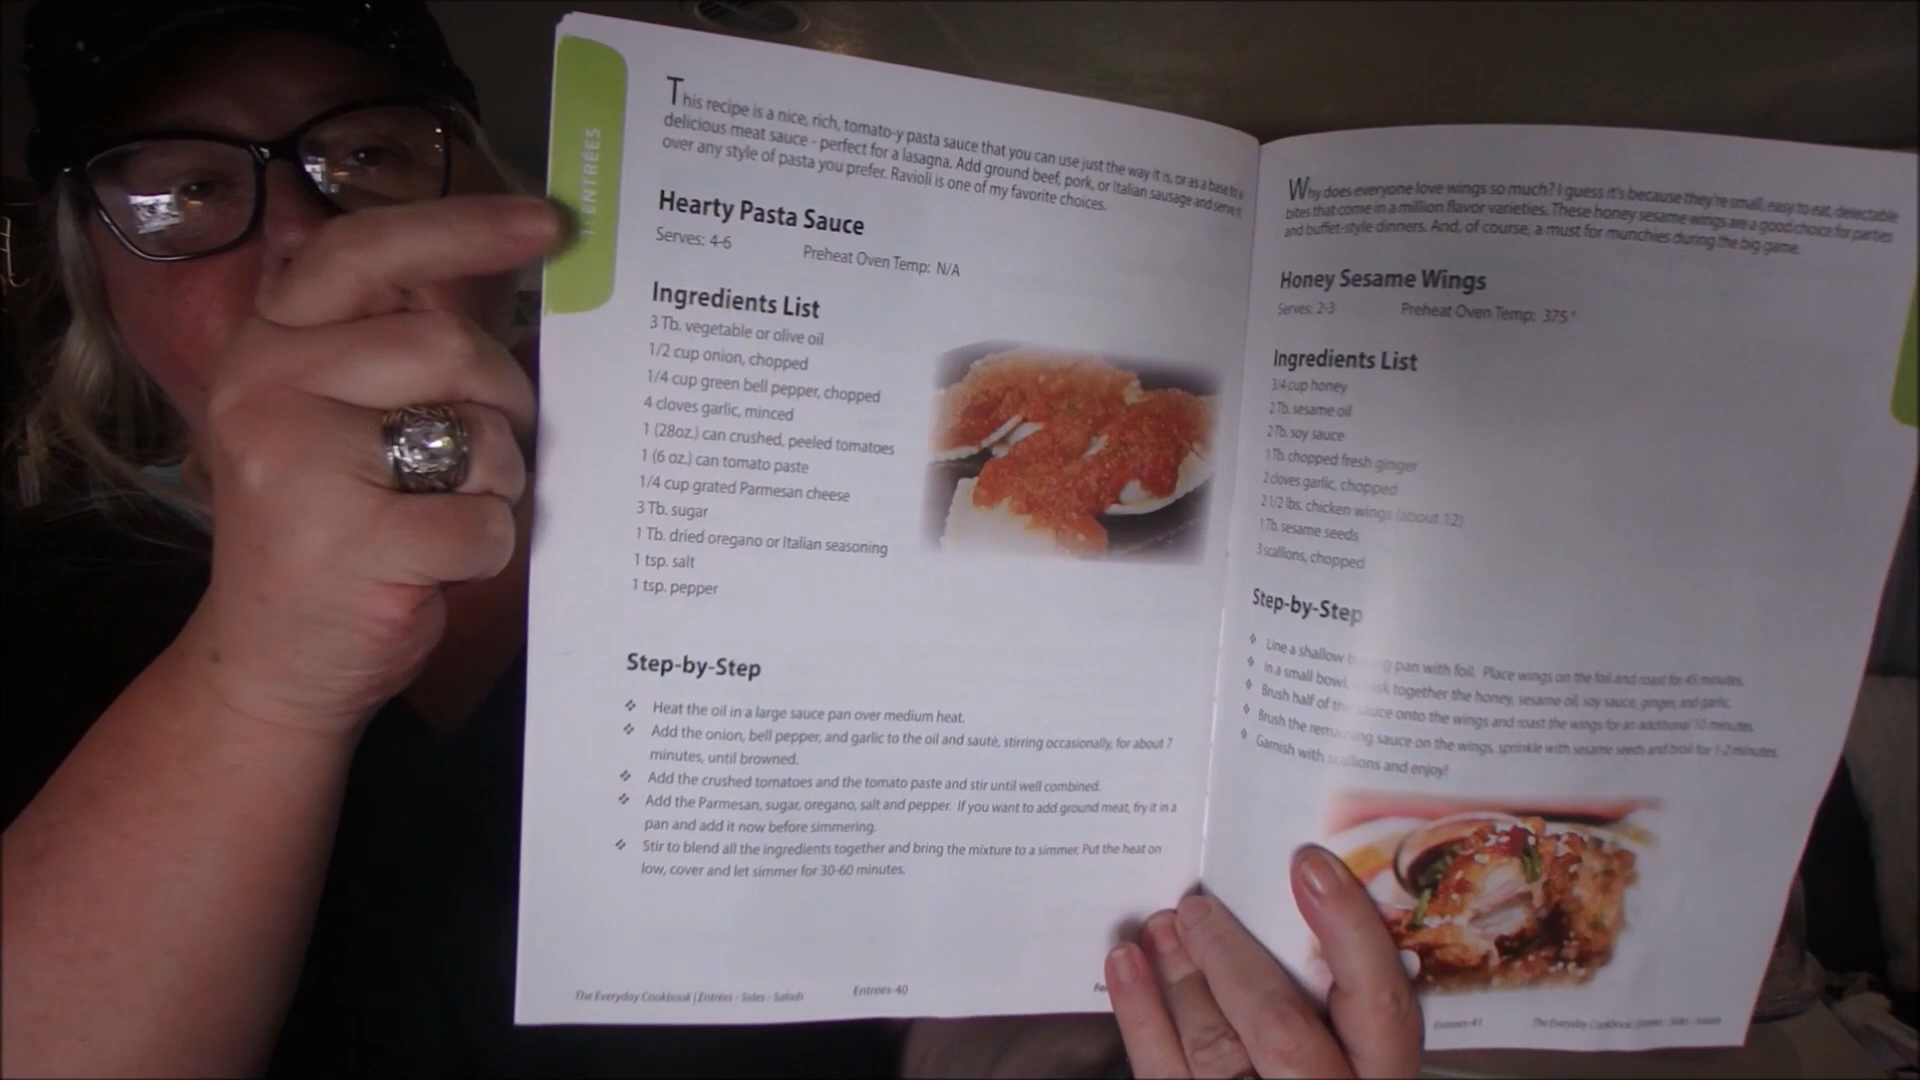 1: ENTRÉES
This recipe is a nice, rich, tomato-y pasta sauce that you can use just the way it is, or as a base to a
delicious meat sauce - perfect for a lasagna. Add ground beef, pork, or Italian sausage and serve it
over any style of pasta you prefer. Ravioli is one of my favorite choices.
Hearty Pasta Sauce
Serves: 4-6 Preheat Oven Temp: N/A
Ingredients List
3 Tb. vegetable or olive oil
1/2 cup onion, chopped
1/4 cup green bell pepper, chopped
4 cloves garlic, minced
1 (28oz.) can crushed, peeled tomatoes
1 (6 oz.) can tomato paste
1/4 cup grated Parmesan cheese
3 Tb. sugar
1 Tb. dried oregano or Italian seasoning
1 tsp. salt
1 tsp. pepper
Step-by-Step
Heat the oil in a large sauce pan over medium heat.
Add the onion, bell pepper, and garlic to the oil and sauté, stirring occasionally, for about 7
minutes, until browned.
Add the crushed tomatoes and the tomato paste and stir until well combined.
Add the Parmesan, sugar, oregano, salt and pepper. If you want to add ground meat, fry it in a
pan and add it now before simmering.
Stir to blend all the ingredients together and bring the mixture to a simmer. Put the heat on
low, cover and let simmer for 30-60 minutes.
The Everyday Cookbook | Entrées - Sides - Salads Entrees-40
Why does everyone love wings so much? I guess it's because they're small, easy to eat, delectable
bites that come in a million flavor varieties. These honey sesame wings are a good choice for parties
and buffet-style dinners. And, of course, a must for munchies during the big game.
Honey Sesame Wings
Serves: 2-3 Preheat Oven Temp: 375 °
Ingredients List
3/4 cup honey
2 Tb. sesame oil
2 Tb. soy sauce
1 Tb. chopped fresh ginger
2 cloves garlic, chopped
2 1/2 lbs. chicken wings (about 12)
1 Tb. sesame seeds
3 scallions, chopped
Step-by-Step
Line a shallow pan with foil. Place wings on the foil and roast for 45 minutes.
In a small bowl, together the honey, sesame oil, soy sauce, ginger, and garlic.
Brush half of the sauce onto the wings and roast the wings for an additional 10 minutes.
Brush the remaining sauce on the wings, sprinkle with sesame seeds and broil for 1-2 minutes.
Garnish with scallions and enjoy!
Entrees-41 The Everyday Cookbook | Entrées - Sides - Salads